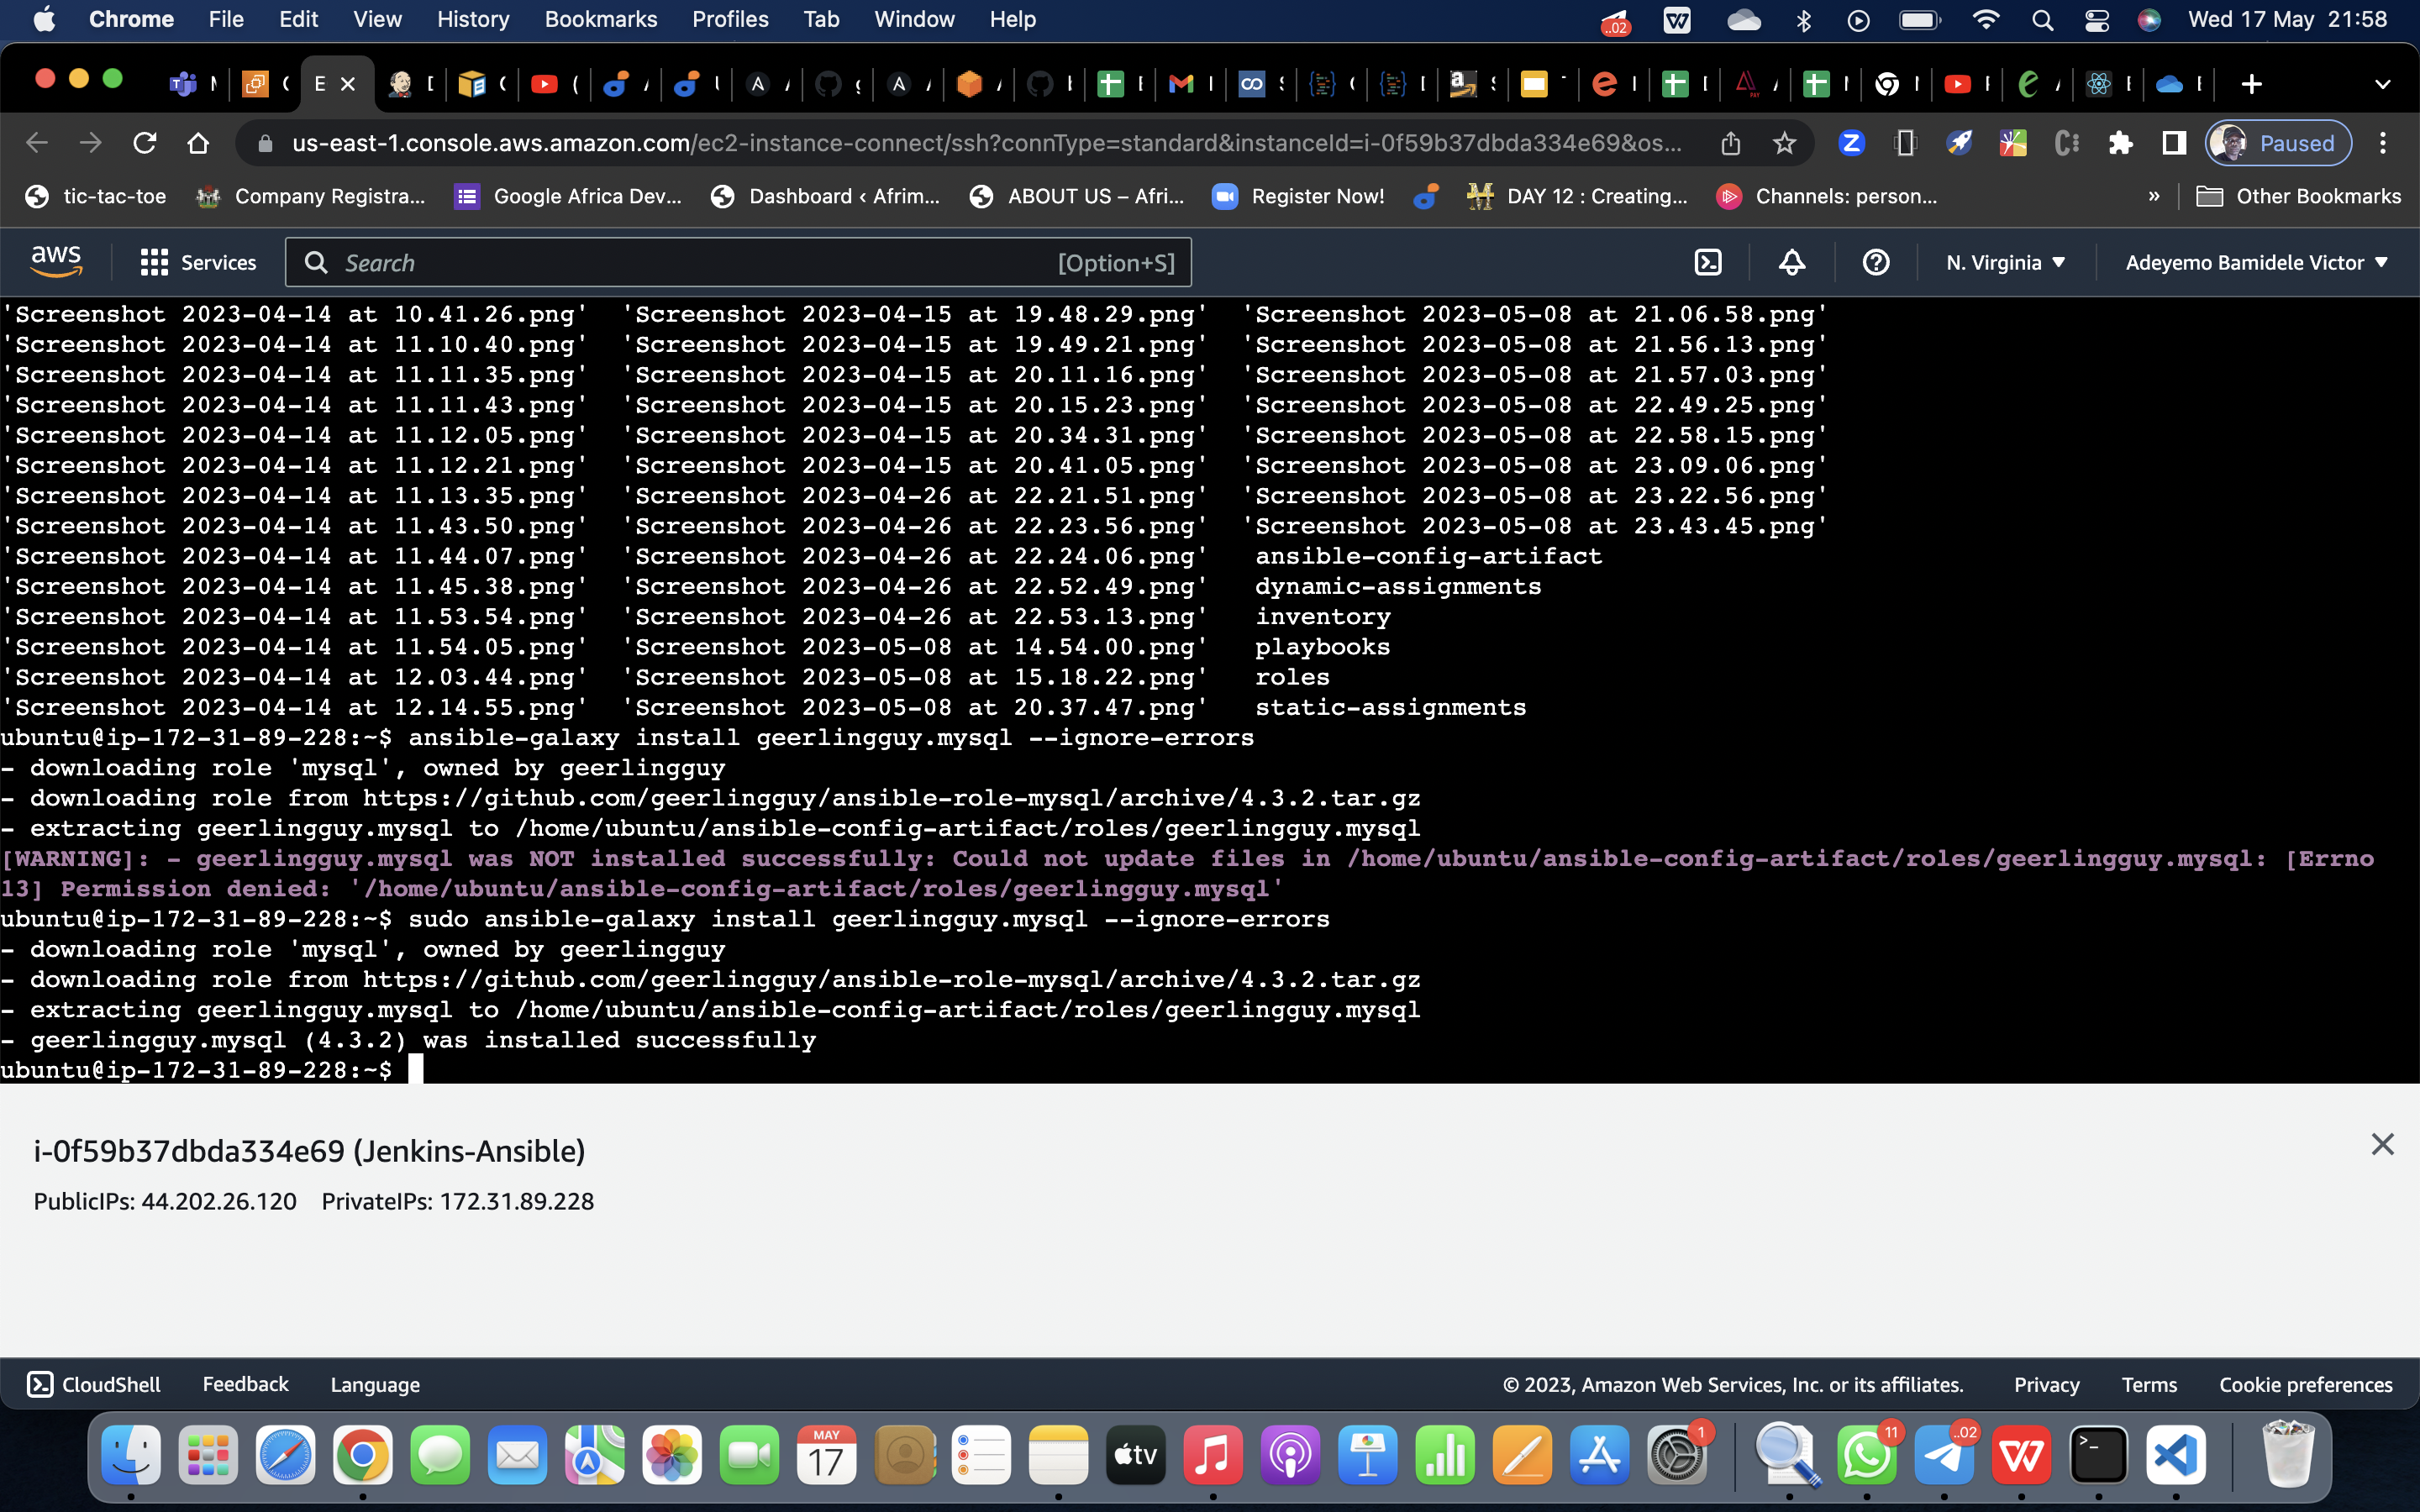 Chrome File Edit View History Bookmarks Profiles Tab Window Help ..02 Wed 17 May 21:58
us-east-1.console.aws.amazon.com/ec2-instance-connect/ssh?connType=standard&instanceId=i-0f59b37dbda334e69&os... Paused
tic-tac-toe Company Registra... Google Africa Dev... Dashboard ‹ Afrim... ABOUT US – Afri... Register Now! DAY 12 : Creating... Channels: person... » Other Bookmarks
aws Services Search [Option+S] N. Virginia Adeyemo Bamidele Victor
'Screenshot 2023-04-14 at 10.41.26.png' 'Screenshot 2023-04-15 at 19.48.29.png' 'Screenshot 2023-05-08 at 21.06.58.png'
'Screenshot 2023-04-14 at 11.10.40.png' 'Screenshot 2023-04-15 at 19.49.21.png' 'Screenshot 2023-05-08 at 21.56.13.png'
'Screenshot 2023-04-14 at 11.11.35.png' 'Screenshot 2023-04-15 at 20.11.16.png' 'Screenshot 2023-05-08 at 21.57.03.png'
'Screenshot 2023-04-14 at 11.11.43.png' 'Screenshot 2023-04-15 at 20.15.23.png' 'Screenshot 2023-05-08 at 22.49.25.png'
'Screenshot 2023-04-14 at 11.12.05.png' 'Screenshot 2023-04-15 at 20.34.31.png' 'Screenshot 2023-05-08 at 22.58.15.png'
'Screenshot 2023-04-14 at 11.12.21.png' 'Screenshot 2023-04-15 at 20.41.05.png' 'Screenshot 2023-05-08 at 23.09.06.png'
'Screenshot 2023-04-14 at 11.13.35.png' 'Screenshot 2023-04-26 at 22.21.51.png' 'Screenshot 2023-05-08 at 23.22.56.png'
'Screenshot 2023-04-14 at 11.43.50.png' 'Screenshot 2023-04-26 at 22.23.56.png' 'Screenshot 2023-05-08 at 23.43.45.png'
'Screenshot 2023-04-14 at 11.44.07.png' 'Screenshot 2023-04-26 at 22.24.06.png' ansible-config-artifact
'Screenshot 2023-04-14 at 11.45.38.png' 'Screenshot 2023-04-26 at 22.52.49.png' dynamic-assignments
'Screenshot 2023-04-14 at 11.53.54.png' 'Screenshot 2023-04-26 at 22.53.13.png' inventory
'Screenshot 2023-04-14 at 11.54.05.png' 'Screenshot 2023-05-08 at 14.54.00.png' playbooks
'Screenshot 2023-04-14 at 12.03.44.png' 'Screenshot 2023-05-08 at 15.18.22.png' roles
'Screenshot 2023-04-14 at 12.14.55.png' 'Screenshot 2023-05-08 at 20.37.47.png' static-assignments
ubuntu@ip-172-31-89-228:~$ ansible-galaxy install geerlingguy.mysql --ignore-errors
- downloading role 'mysql', owned by geerlingguy
- downloading role from https://github.com/geerlingguy/ansible-role-mysql/archive/4.3.2.tar.gz
- extracting geerlingguy.mysql to /home/ubuntu/ansible-config-artifact/roles/geerlingguy.mysql
[WARNING]: - geerlingguy.mysql was NOT installed successfully: Could not update files in /home/ubuntu/ansible-config-artifact/roles/geerlingguy.mysql: [Errno
13] Permission denied: '/home/ubuntu/ansible-config-artifact/roles/geerlingguy.mysql'
ubuntu@ip-172-31-89-228:~$ sudo ansible-galaxy install geerlingguy.mysql --ignore-errors
- downloading role 'mysql', owned by geerlingguy
- downloading role from https://github.com/geerlingguy/ansible-role-mysql/archive/4.3.2.tar.gz
- extracting geerlingguy.mysql to /home/ubuntu/ansible-config-artifact/roles/geerlingguy.mysql
- geerlingguy.mysql (4.3.2) was installed successfully
ubuntu@ip-172-31-89-228:~$
i-0f59b37dbda334e69 (Jenkins-Ansible)
PublicIPs: 44.202.26.120 PrivateIPs: 172.31.89.228
CloudShell Feedback Language © 2023, Amazon Web Services, Inc. or its affiliates. Privacy Terms Cookie preferences
MAY 17 tv 1 11 ..02